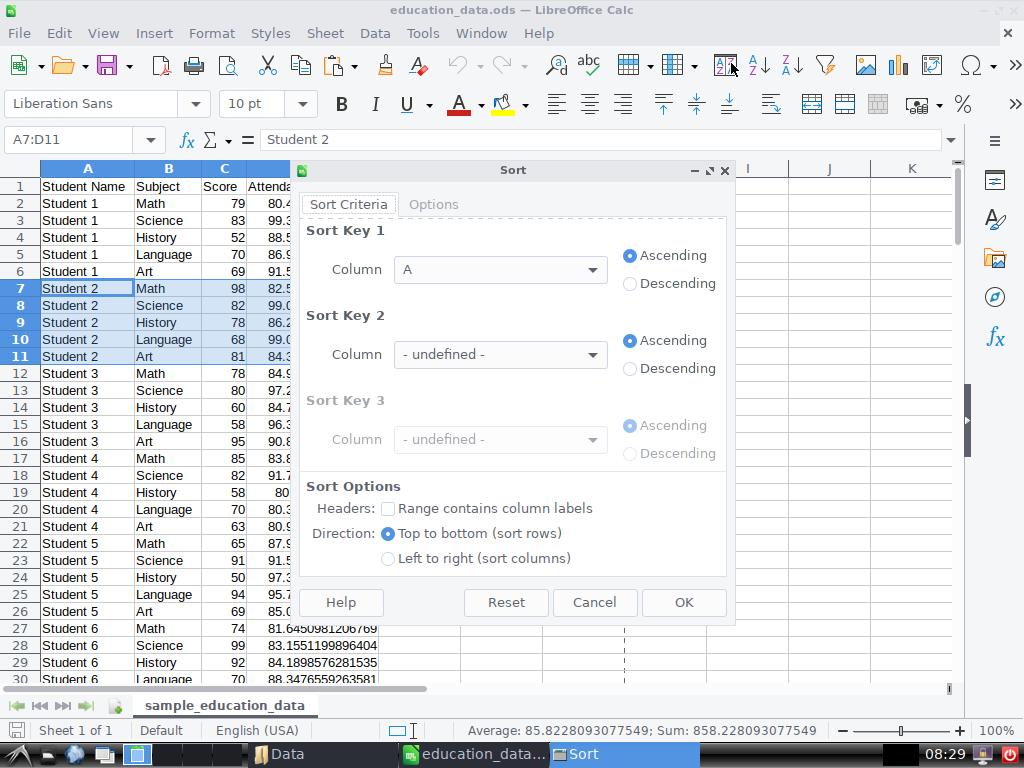 education_data.ods — LibreOffice Calc
File Edit View Insert Format Styles Sheet Data Tools Window Help
Liberation Sans 10 pt
A7:D11 Student 2
A B C I J K
1 Student Name Subject Score Attenda
2 Student 1 Math 79 80.4
3 Student 1 Science 83 99.3
4 Student 1 History 52 88.5
5 Student 1 Language 70 86.9
6 Student 1 Art 69 91.5
7 Student 2 Math 98 82.5
8 Student 2 Science 82 99.0
9 Student 2 History 78 86.2
10 Student 2 Language 68 99.0
11 Student 2 Art 81 84.3
12 Student 3 Math 78 84.9
13 Student 3 Science 80 97.2
14 Student 3 History 60 84.7
15 Student 3 Language 58 96.3
16 Student 3 Art 95 90.8
17 Student 4 Math 85 83.8
18 Student 4 Science 82 91.7
19 Student 4 History 58 80
20 Student 4 Language 70 80.3
21 Student 4 Art 63 80.9
22 Student 5 Math 65 87.9
23 Student 5 Science 91 91.5
24 Student 5 History 50 97.3
25 Student 5 Language 94 95.7
26 Student 5 Art 69 85.0
27 Student 6 Math 74 81.6450981206769
28 Student 6 Science 99 83.1551199896404
29 Student 6 History 92 84.1898576281535
30 Student 6 Language 70 88.3476559263581
Sort
Sort Criteria Options
Sort Key 1
Column A Ascending
Descending
Sort Key 2
Column - undefined - Ascending
Descending
Sort Key 3
Column - undefined - Ascending
Descending
Sort Options
Headers: Range contains column labels
Direction: Top to bottom (sort rows)
Left to right (sort columns)
Help Reset Cancel OK
sample_education_data
Sheet 1 of 1 Default English (USA) Average: 85.8228093077549; Sum: 858.228093077549 100%
Data education_data... Sort 08:29